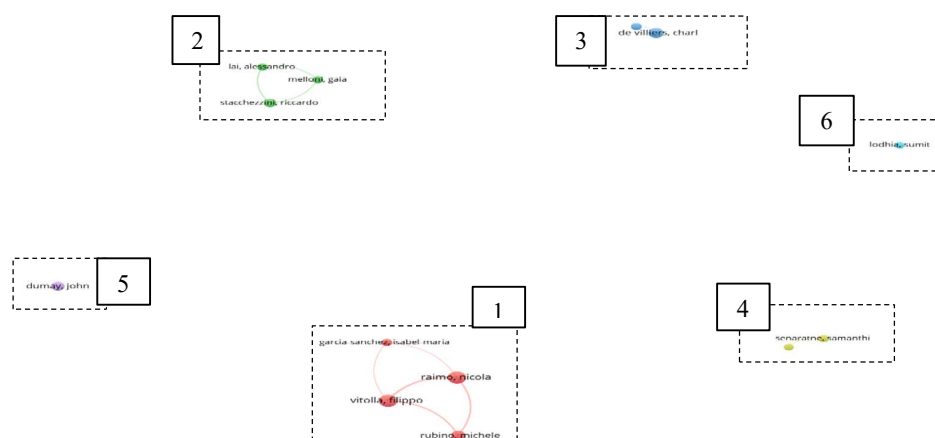 2
lai, alessandro
melloni, gaia
stacchezzini, riccardo
3
de villiers, charl
6
lodhia, sumit
5
dumay, john
1
garcia sanchez, isabel maria
raimo, nicola
vitolla, filippo
rubino, michele
4
senaratne, samanthi